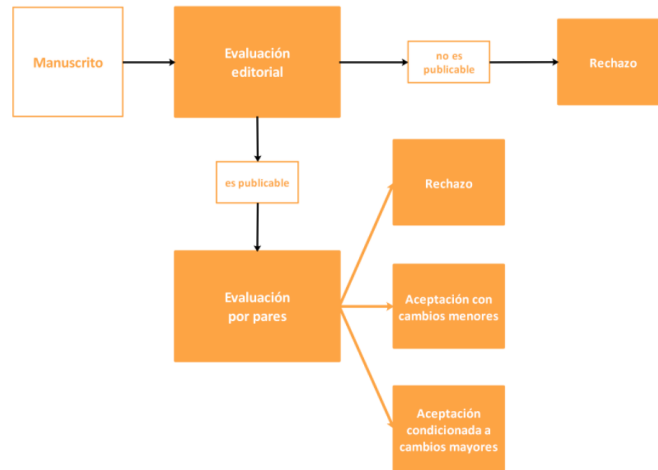 Manuscrito
Evaluación
editorial
no es
publicable
Rechazo
es publicable
Rechazo
Evaluación
por pares
Aceptación con
cambios menores
Aceptación
condicionada a
cambios mayores